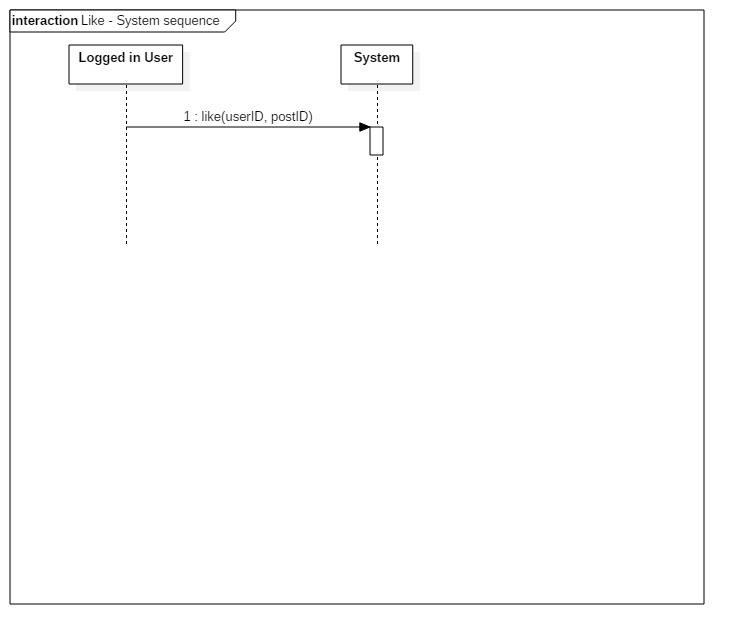 interaction Like - System sequence
Logged in User
System
1 : like(userID, postID)